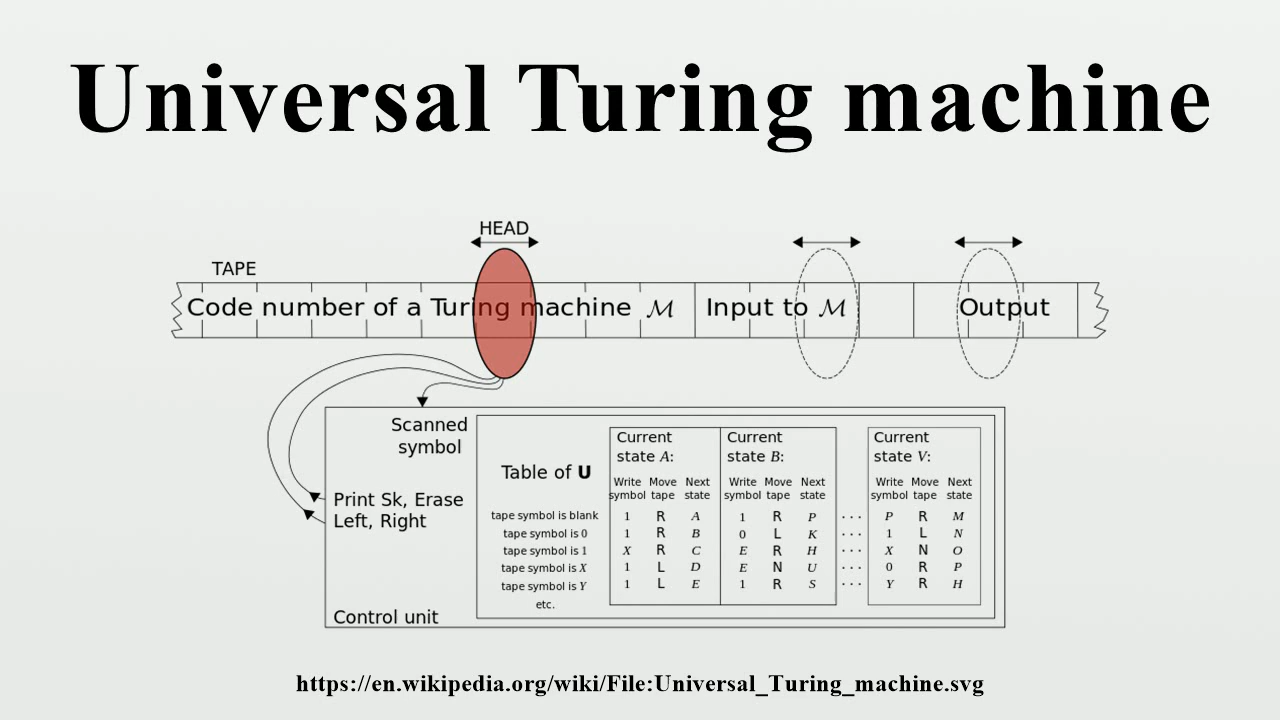 Universal Turing machine
HEAD
TAPE
Code number of a Turing machine ℳ Input to ℳ Output
Scanned
symbol
Print Sk, Erase
Left, Right
Control unit
Table of U
Current Current Current
state A: state B: state V:
Write Move Next Write Move Next Write Move Next
symbol tape state symbol tape state symbol tape state
tape symbol is blank 1 R A 1 R P · · · P R M
tape symbol is 0 1 R B 0 L K · · · 1 L N
tape symbol is 1 X R C E R H · · · X N O
tape symbol is X 1 L D E N U · · · 0 R P
tape symbol is Y 1 L E 1 R S · · · Y R H
etc.
https://en.wikipedia.org/wiki/File:Universal_Turing_machine.svg